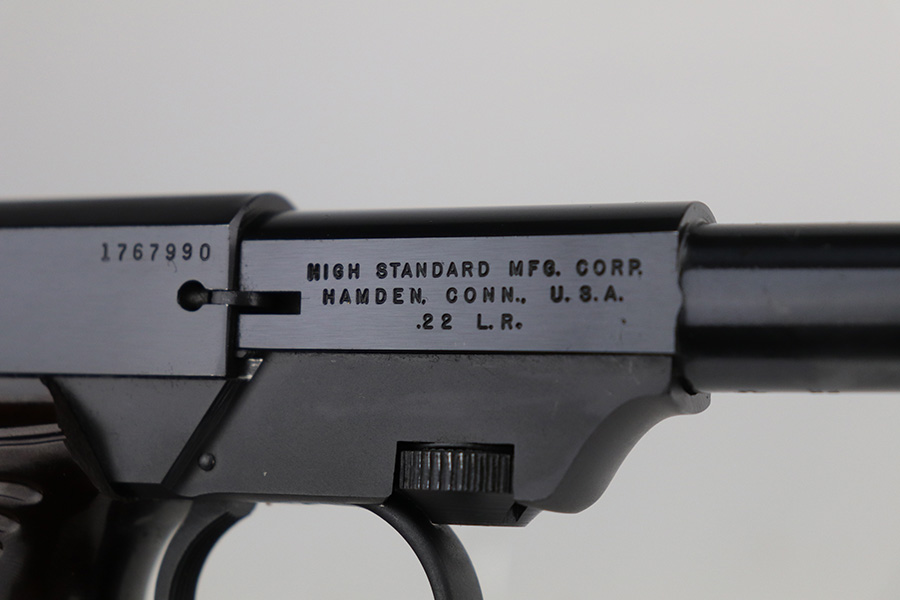 1767990
HIGH STANDARD MFG. CORP.
HAMDEN, CONN., U.S.A.
.22 L.R.